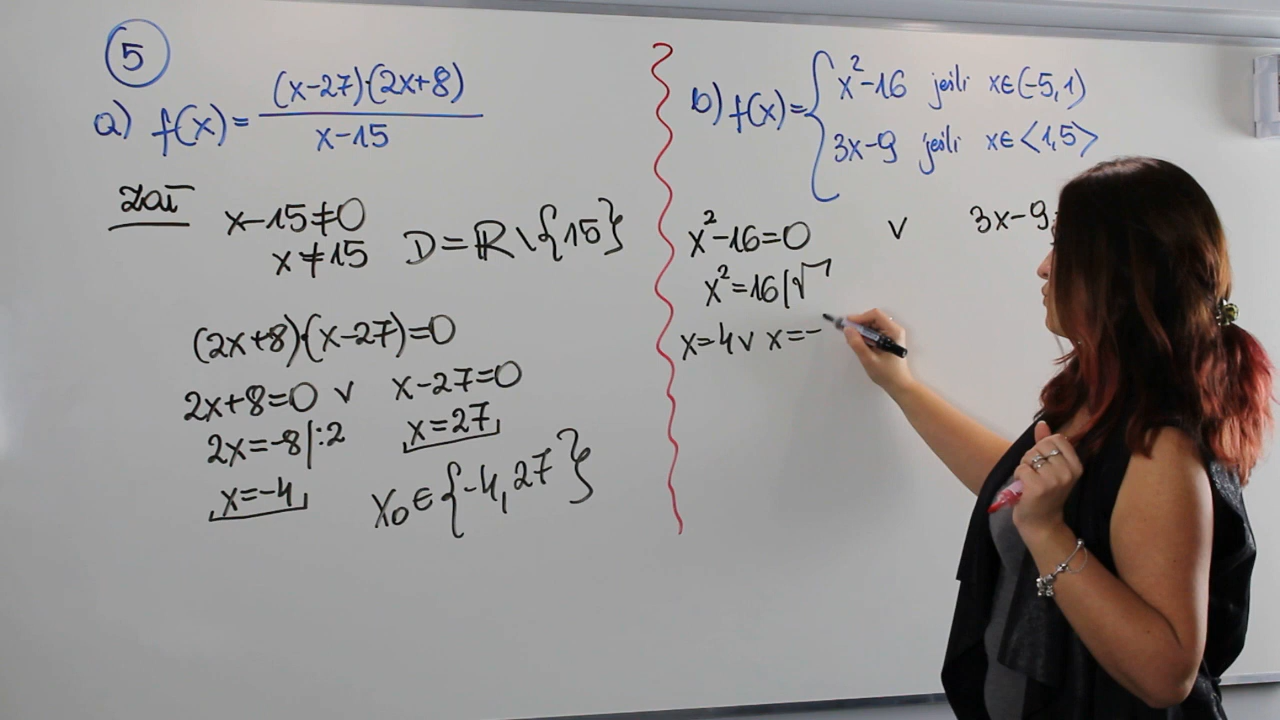 5
a) f(x) = (x-27)·(2x+8)
x-15
zał x-15≠0
x≠15 D=ℝ\{15}
(2x+8)·(x-27)=0
2x+8=0 v x-27=0
2x=-8|:2 x=27
x=-4 x₀∈{-4,27}
b) f(x)={ x²-16 jeśli x∈(-5,1)
3x-9 jeśli x∈<1,5>
x²-16=0 v 3x-9
x²=16|√
x=4 v x=-